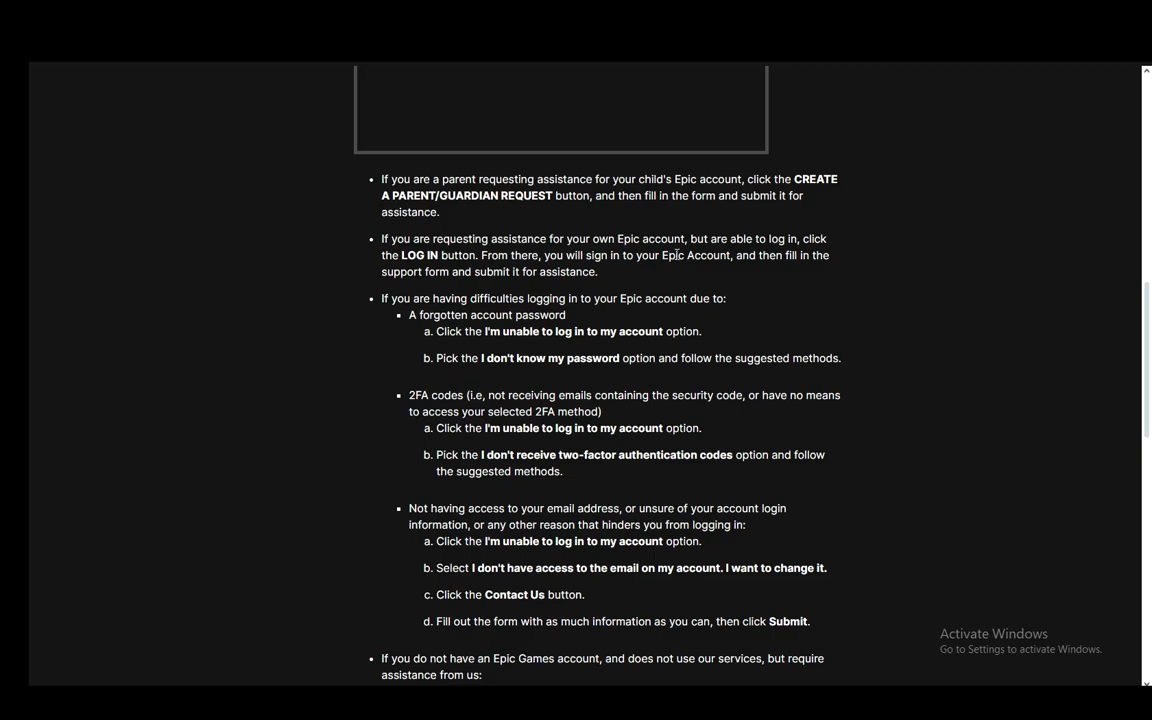 • If you are a parent requesting assistance for your child's Epic account, click the CREATE
A PARENT/GUARDIAN REQUEST button, and then fill in the form and submit it for
assistance.
• If you are requesting assistance for your own Epic account, but are able to log in, click
the LOG IN button. From there, you will sign in to your Epic Account, and then fill in the
support form and submit it for assistance.
• If you are having difficulties logging in to your Epic account due to:
▪ A forgotten account password
a. Click the I'm unable to log in to my account option.
b. Pick the I don't know my password option and follow the suggested methods.
▪ 2FA codes (i.e, not receiving emails containing the security code, or have no means
to access your selected 2FA method)
a. Click the I'm unable to log in to my account option.
b. Pick the I don't receive two-factor authentication codes option and follow
the suggested methods.
▪ Not having access to your email address, or unsure of your account login
information, or any other reason that hinders you from logging in:
a. Click the I'm unable to log in to my account option.
b. Select I don't have access to the email on my account. I want to change it.
c. Click the Contact Us button.
d. Fill out the form with as much information as you can, then click Submit.
• If you do not have an Epic Games account, and does not use our services, but require
assistance from us:
Activate Windows
Go to Settings to activate Windows.